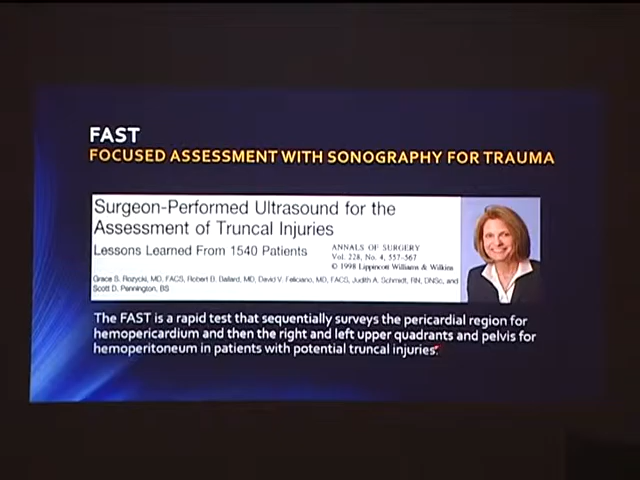 FAST
FOCUSED ASSESSMENT WITH SONOGRAPHY FOR TRAUMA
Surgeon-Performed Ultrasound for the
Assessment of Truncal Injuries
Lessons Learned From 1540 Patients
ANNALS OF SURGERY
Vol. 228, No. 4, 557-567
© 1998 Lippincott Williams & Wilkins
Grace S. Rozycki, MD, FACS, Robert B. Ballard, MD, David V. Feliciano, MD, FACS, Judith A. Schmidt, RN, DNSc, and
Scott D. Pennington, BS
The FAST is a rapid test that sequentially surveys the pericardial region for
hemopericardium and then the right and left upper quadrants and pelvis for
hemoperitoneum in patients with potential truncal injuries.